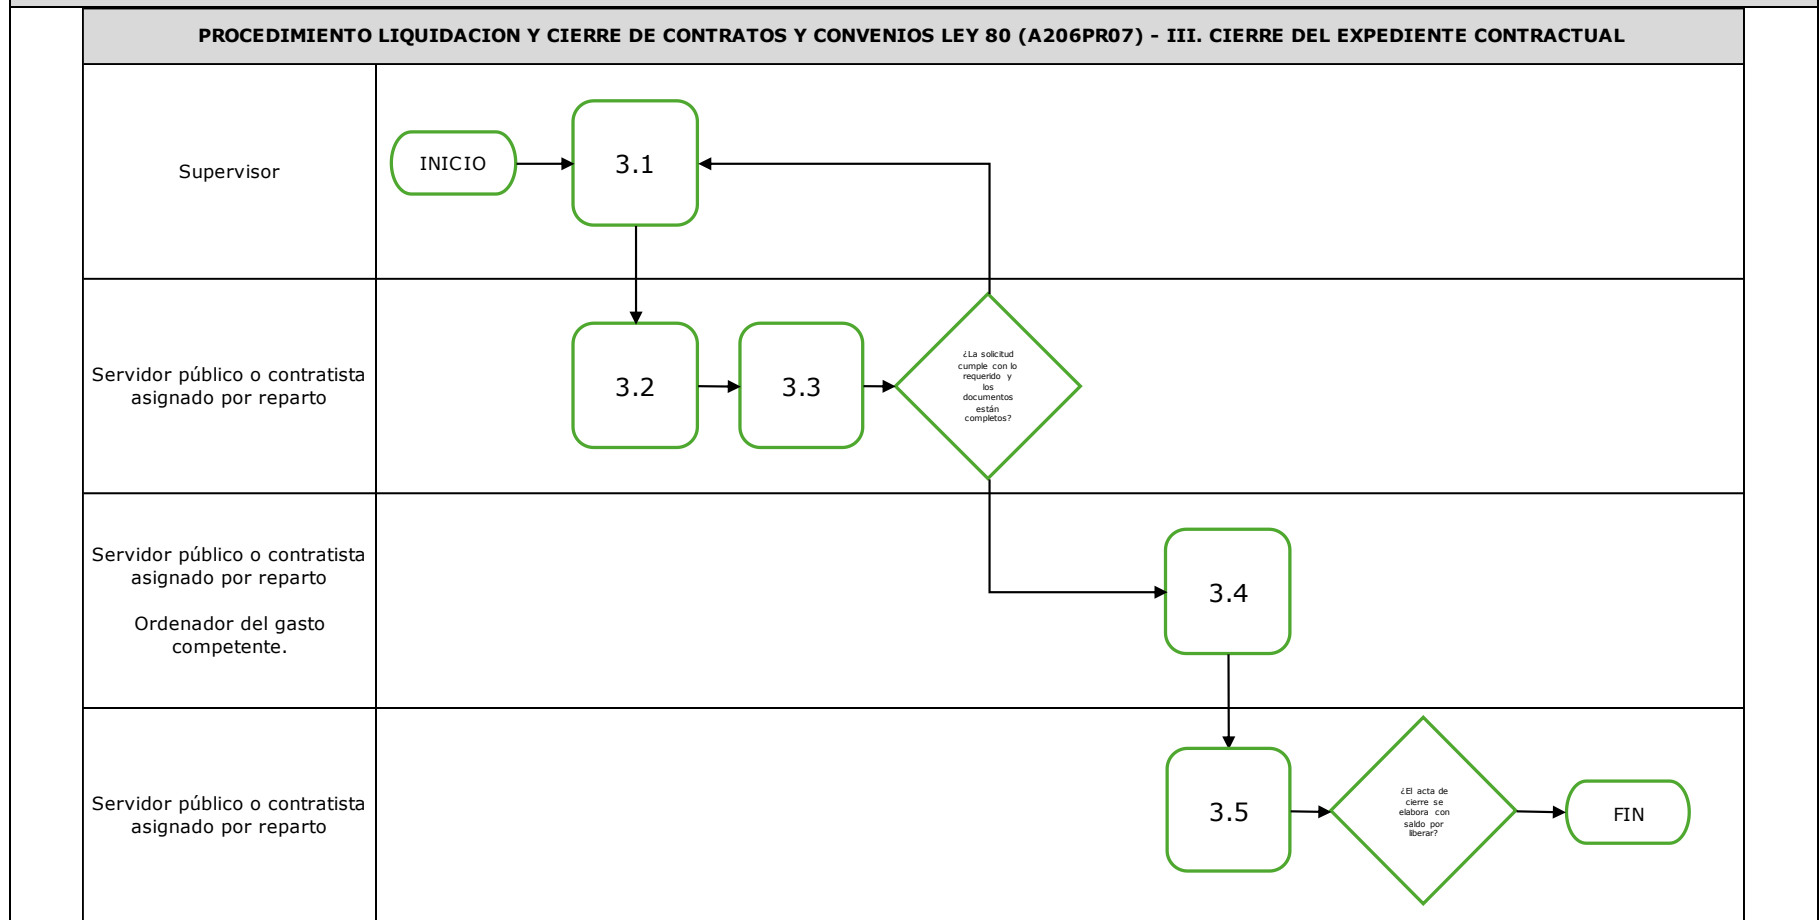 PROCEDIMIENTO LIQUIDACION Y CIERRE DE CONTRATOS Y CONVENIOS LEY 80 (A206PR07) - III. CIERRE DEL EXPEDIENTE CONTRACTUAL
Supervisor
INICIO
3.1
Servidor público o contratista
asignado por reparto
3.2
3.3
¿La solicitud
cumple con lo
requerido y
los
documentos
están
completos?
Servidor público o contratista
asignado por reparto
Ordenador del gasto
competente.
3.4
Servidor público o contratista
asignado por reparto
3.5
¿El acta de
cierre se
elabora con
saldo por
liberar?
FIN